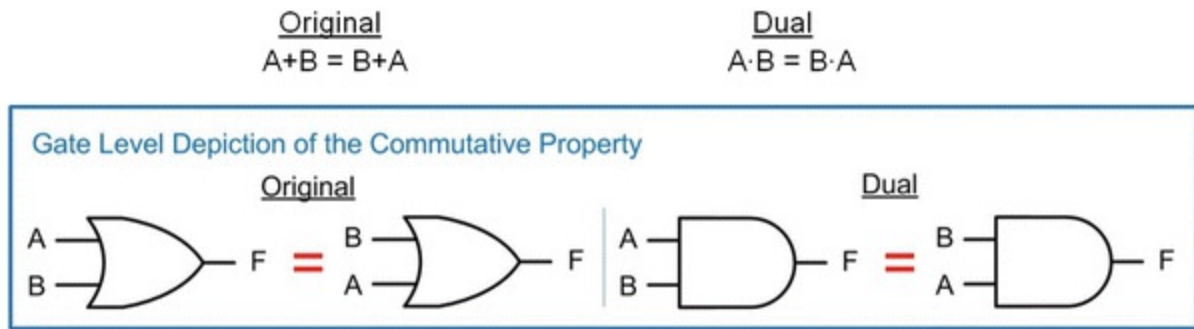 Original
A+B = B+A
Dual
A·B = B·A
Gate Level Depiction of the Commutative Property
Original
A
B
F
=
B
A
F
Dual
A
B
F
=
B
A
F